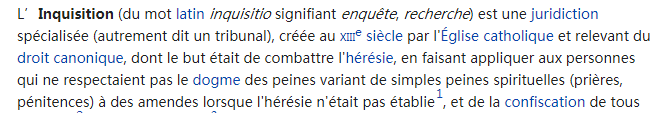 L’Inquisition (du mot latin inquisitio signifiant enquête, recherche) est une juridiction
spécialisée (autrement dit un tribunal), créée au XIIIe siècle par l'Église catholique et relevant du
droit canonique, dont le but était de combattre l'hérésie, en faisant appliquer aux personnes
qui ne respectaient pas le dogme des peines variant de simples peines spirituelles (prières,
pénitences) à des amendes lorsque l'hérésie n'était pas établie1, et de la confiscation de tous